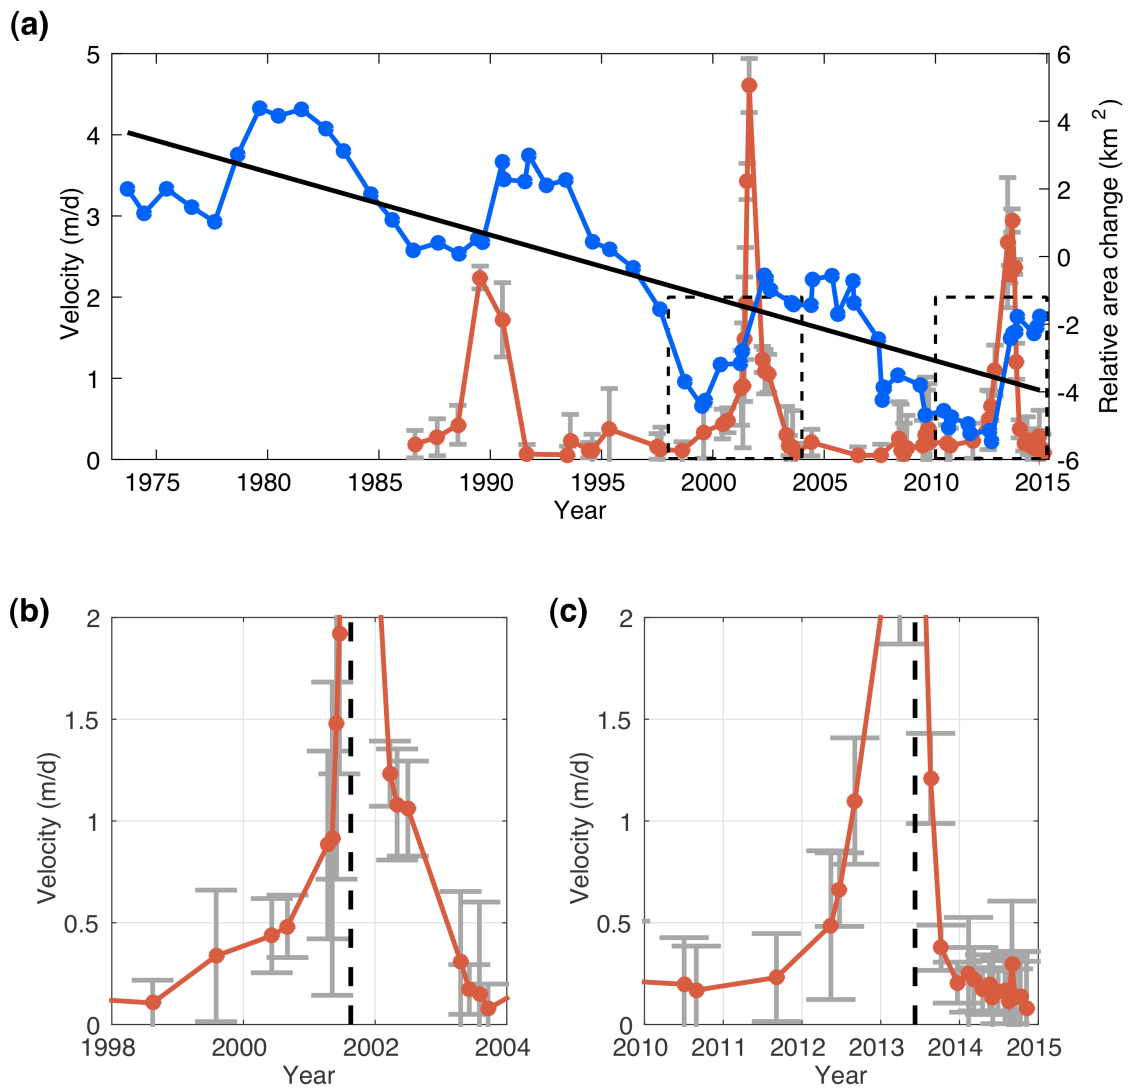 (a)
5
4
3
2
1
0
Velocity (m/d)
6
4
2
0
-2
-4
-6
Relative area change (km 2)
1975 1980 1985 1990 1995 2000 2005 2010 2015
Year
(b)
2
1.5
1
0.5
0
Velocity (m/d)
1998 2000 2002 2004
Year
(c)
2
1.5
1
0.5
0
Velocity (m/d)
2010 2011 2012 2013 2014 2015
Year